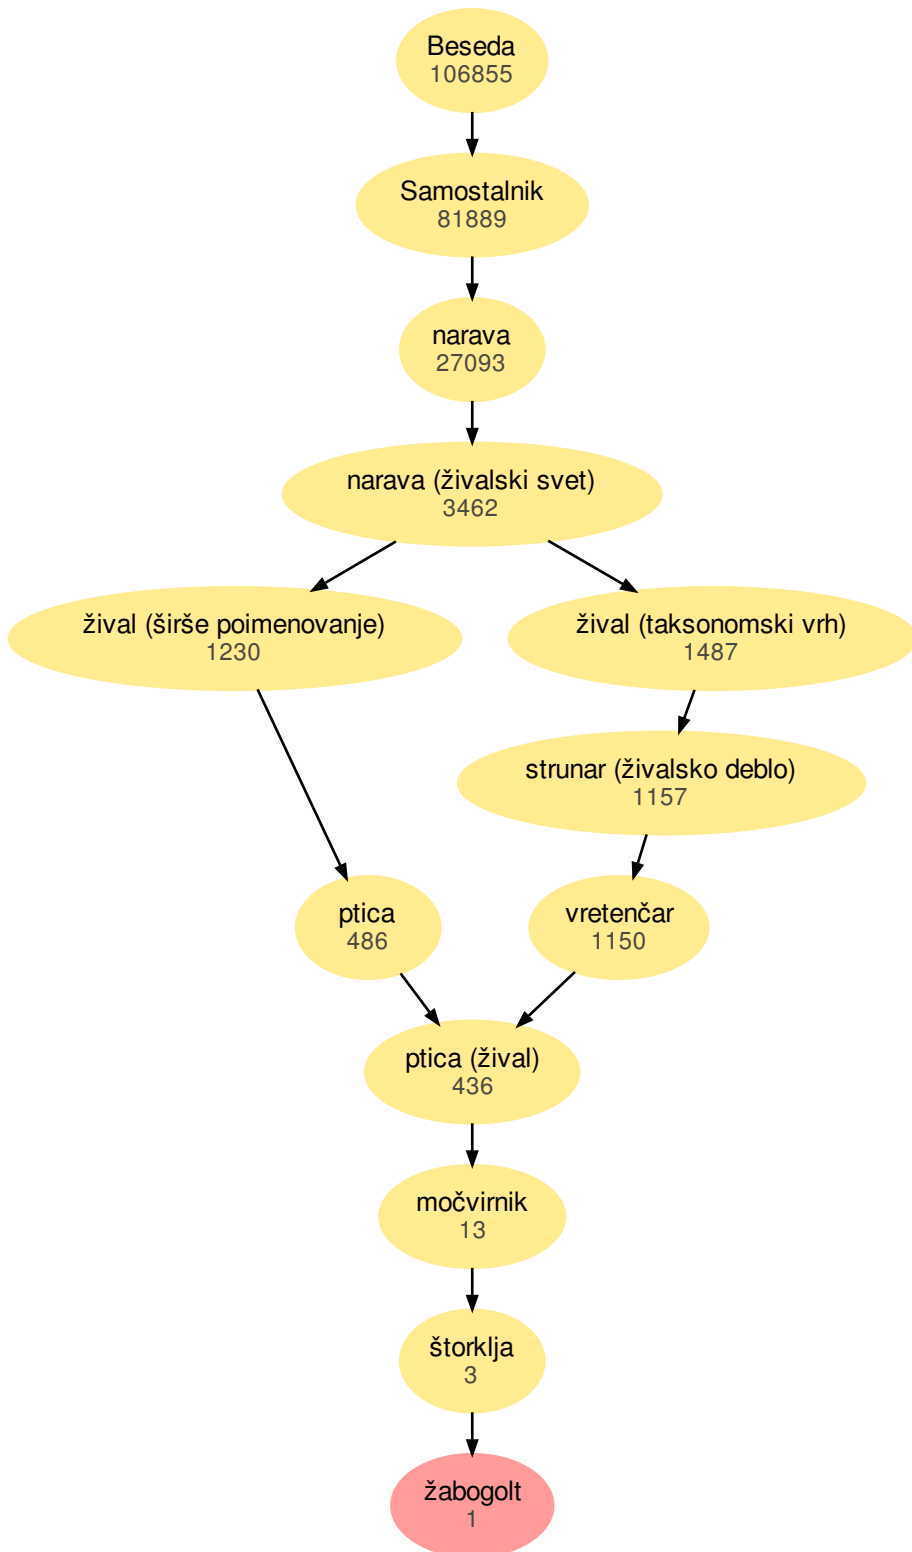 Beseda
106855
Samostalnik
81889
narava
27093
narava (živalski svet)
3462
žival (širše poimenovanje)
1230
žival (taksonomski vrh)
1487
strunar (živalsko deblo)
1157
ptica
486
vretenčar
1150
ptica (žival)
436
močvirnik
13
štorklja
3
žabogolt
1